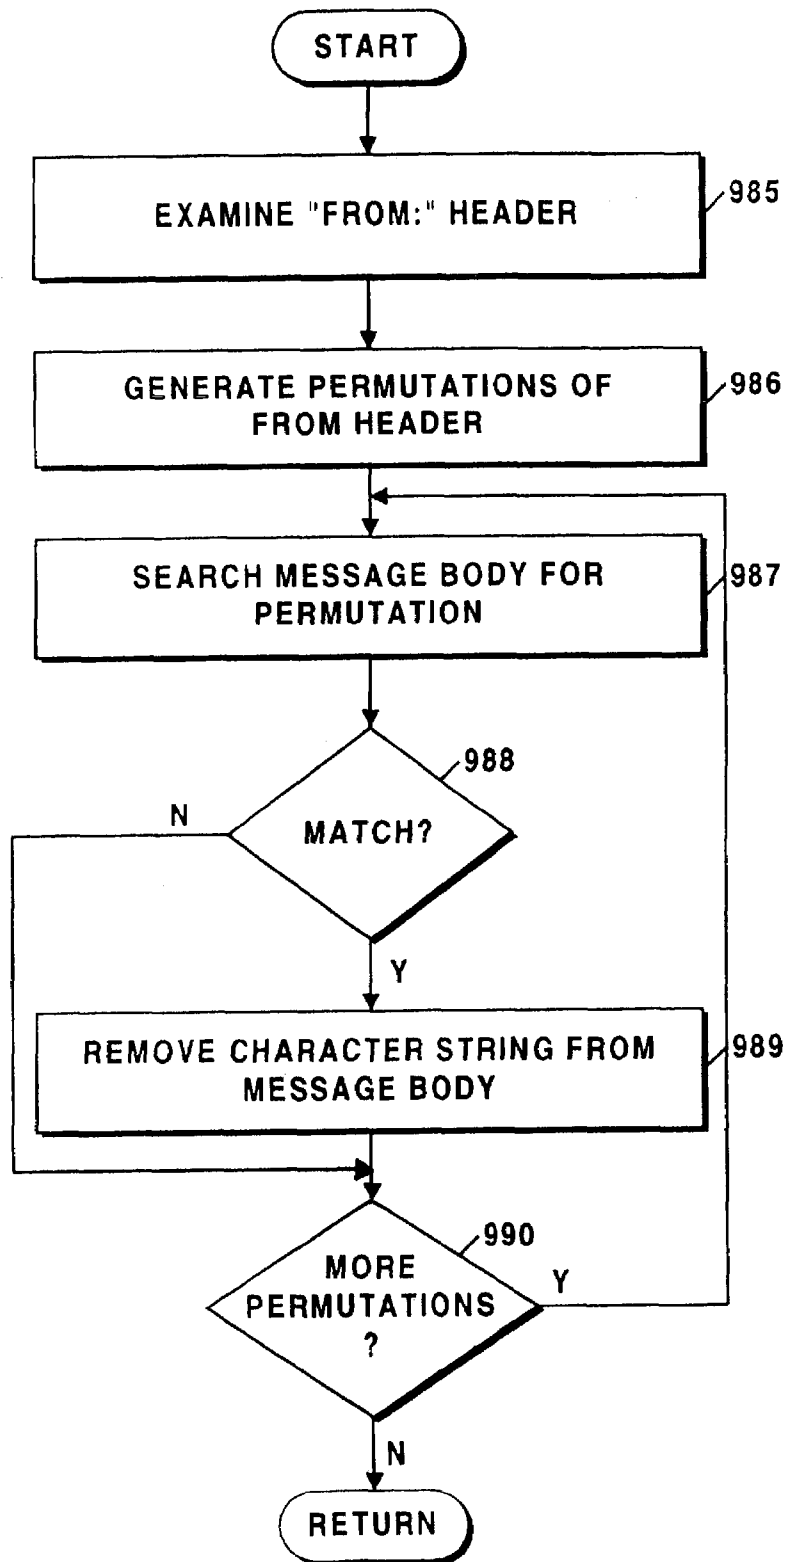 START
EXAMINE "FROM:" HEADER
985
GENERATE PERMUTATIONS OF
FROM HEADER
986
SEARCH MESSAGE BODY FOR
PERMUTATION
987
988
N
MATCH?
Y
REMOVE CHARACTER STRING FROM
MESSAGE BODY
989
990
MORE
PERMUTATIONS
?
Y
N
RETURN